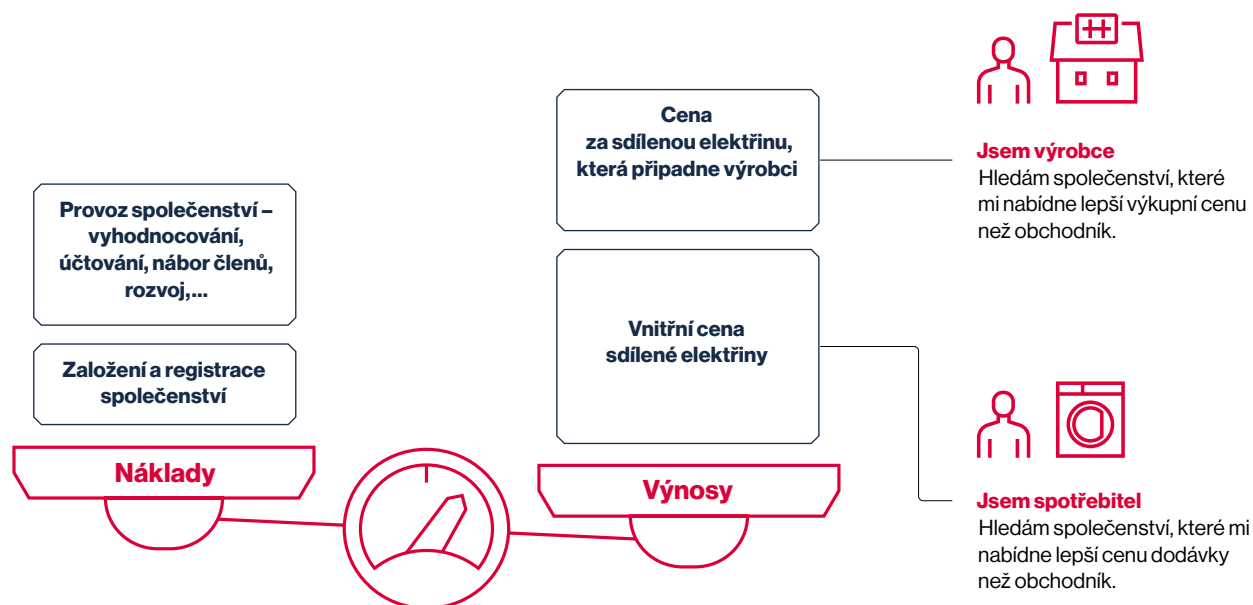 Provoz společenství –
vyhodnocování,
účtování, nábor členů,
rozvoj,...
Založení a registrace
společenství
Náklady
Cena
za sdílenou elektřinu,
která připadne výrobci
Vnitřní cena
sdílené elektřiny
Výnosy
Jsem výrobce
Hledám společenství, které
mi nabídne lepší výkupní cenu
než obchodník.
Jsem spotřebitel
Hledám společenství, které mi
nabídne lepší cenu dodávky
než obchodník.